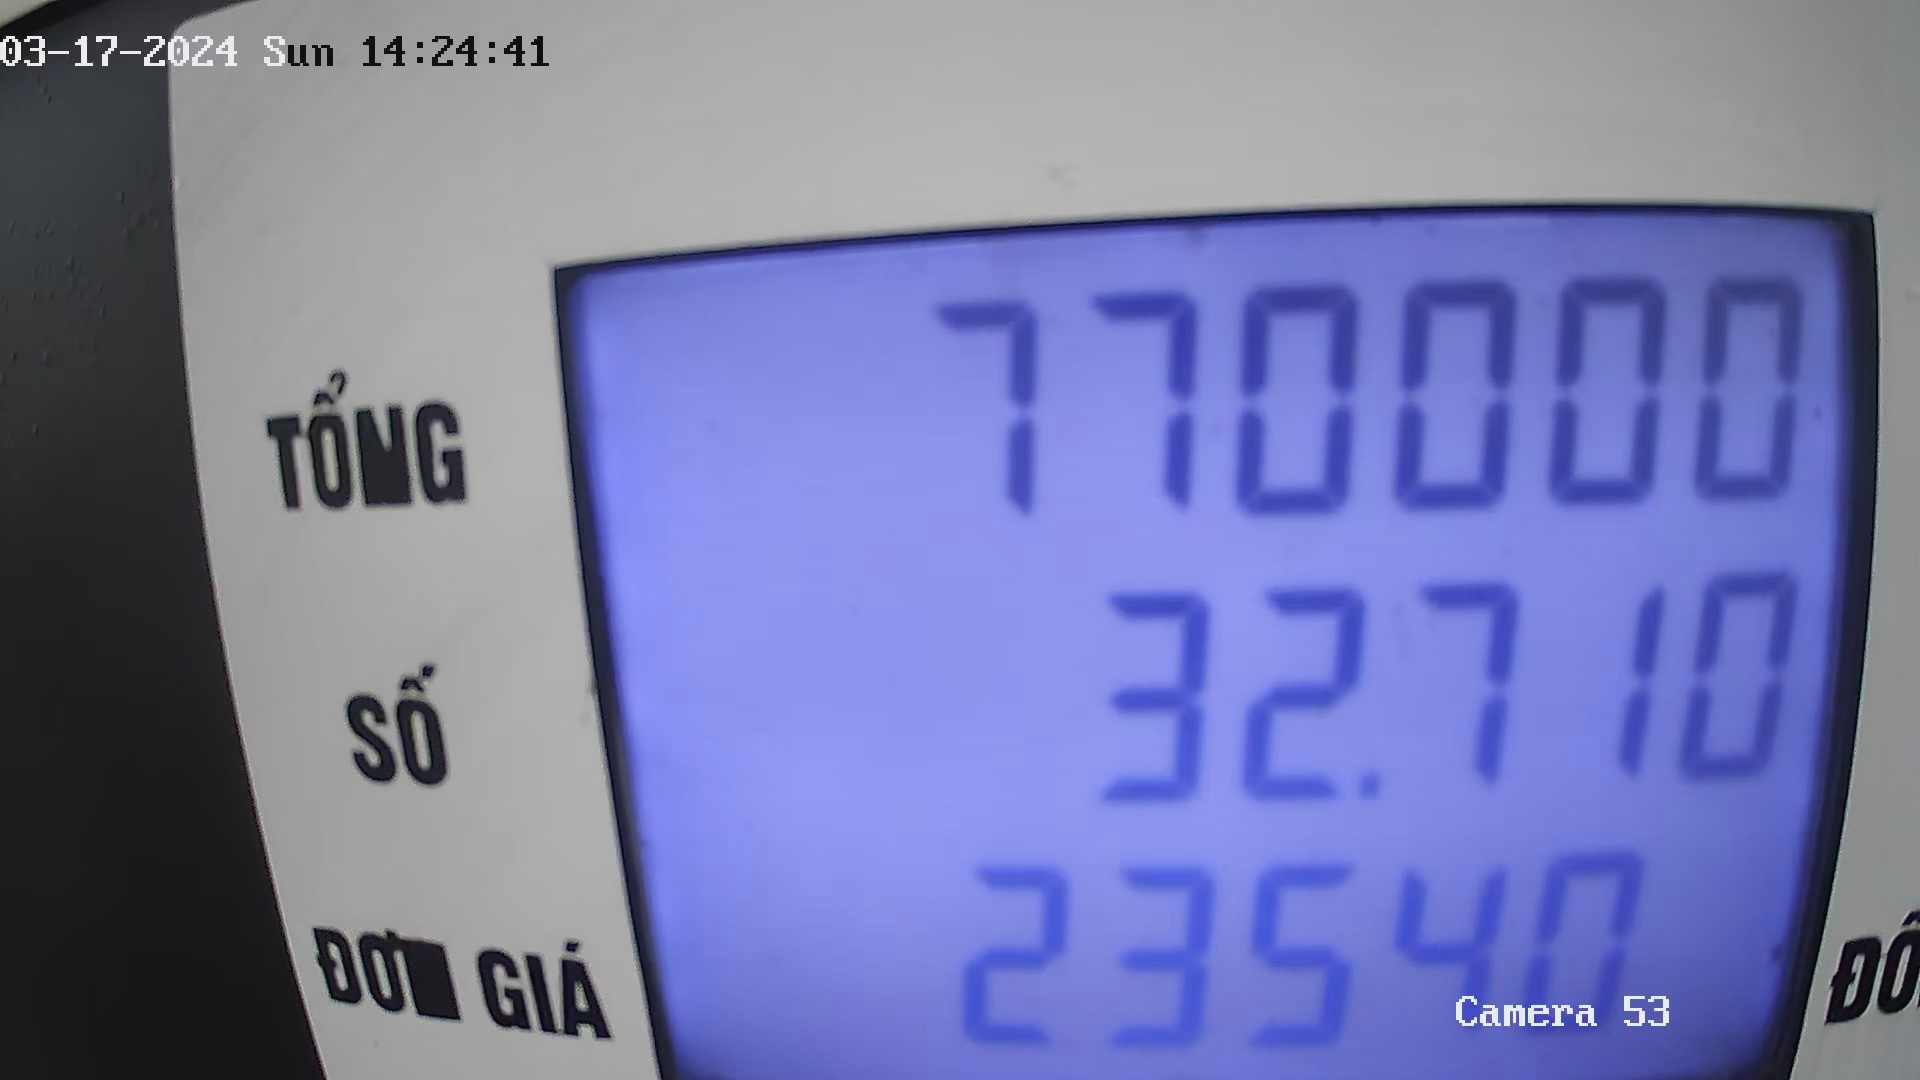 03-17-2024 Sun 14:24:41
TỔNG 770000
SỐ 32.710
ĐƠN GIÁ 23540
Camera 53